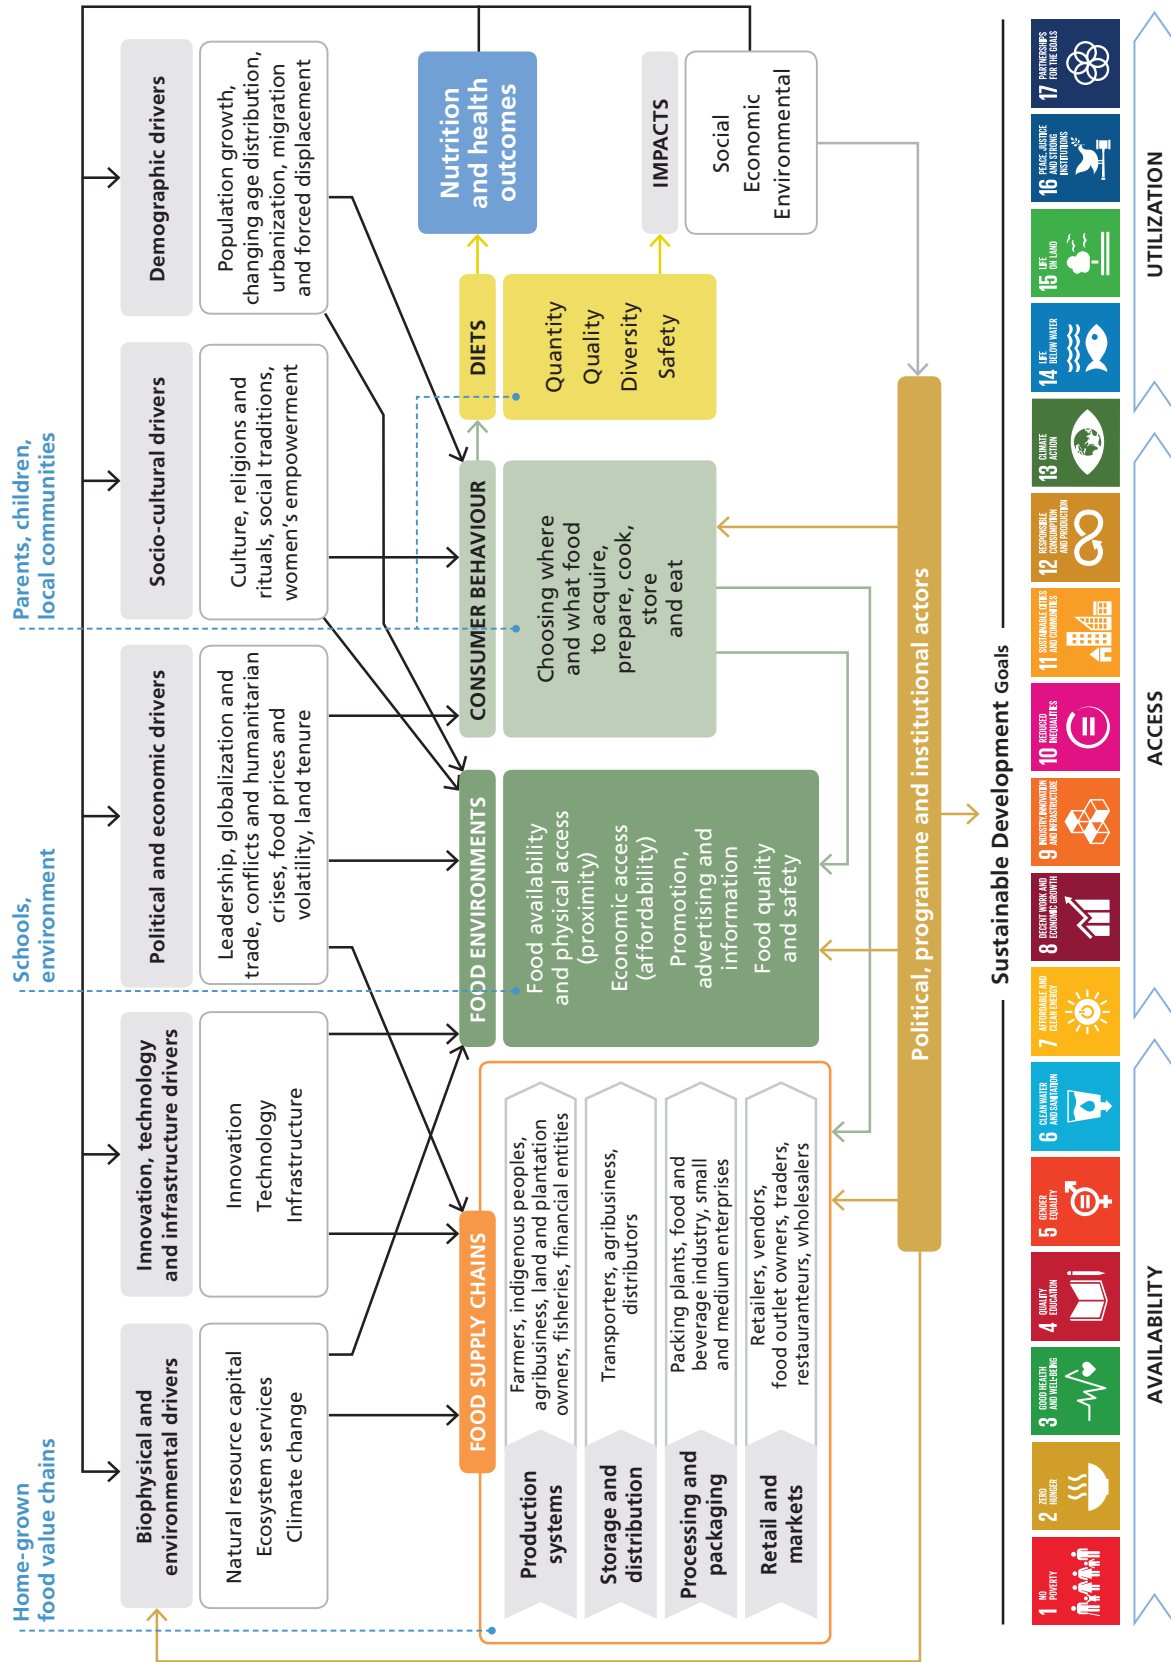 Home-grown
food value chains
Schools,
environment
Parents, children,
local communities
Biophysical and
environmental drivers
Natural resource capital
Ecosystem services
Climate change
Innovation, technology
and infrastructure drivers
Innovation
Technology
Infrastructure
Political and economic drivers
Leadership, globalization and
trade, conflicts and humanitarian
crises, food prices and
volatility, land tenure
Socio-cultural drivers
Culture, religions and
rituals, social traditions,
women's empowerment
Demographic drivers
Population growth,
changing age distribution,
urbanization, migration
and forced displacement
FOOD SUPPLY CHAINS
Production
systems
Farmers, indigenous peoples,
agribusiness, land and plantation
owners, fisheries, financial entities
Storage and
distribution
Transporters, agribusiness,
distributors
Processing and
packaging
Packing plants, food and
beverage industry, small
and medium enterprises
Retail and
markets
Retailers, vendors,
food outlet owners, traders,
restauranteurs, wholesalers
FOOD ENVIRONMENTS
Food availability
and physical access
(proximity)
Economic access
(affordability)
Promotion,
advertising and
information
Food quality
and safety
CONSUMER BEHAVIOUR
Choosing where
and what food
to acquire,
prepare, cook,
store
and eat
DIETS
Quantity
Quality
Diversity
Safety
Nutrition
and health
outcomes
IMPACTS
Social
Economic
Environmental
Political, programme and institutional actors
Sustainable Development Goals
1 NO
POVERTY
2 ZERO
HUNGER
3 GOOD HEALTH
AND WELL-BEING
4 QUALITY
EDUCATION
5 GENDER
EQUALITY
6 CLEAN WATER
AND SANITATION
7 AFFORDABLE AND
CLEAN ENERGY
8 DECENT WORK AND
ECONOMIC GROWTH
9 INDUSTRY, INNOVATION
AND INFRASTRUCTURE
10 REDUCED
INEQUALITIES
11 SUSTAINABLE CITIES
AND COMMUNITIES
12 RESPONSIBLE
CONSUMPTION
AND PRODUCTION
13 CLIMATE
ACTION
14 LIFE
BELOW WATER
15 LIFE
ON LAND
16 PEACE, JUSTICE
AND STRONG
INSTITUTIONS
17 PARTNERSHIPS
FOR THE GOALS
AVAILABILITY
ACCESS
UTILIZATION